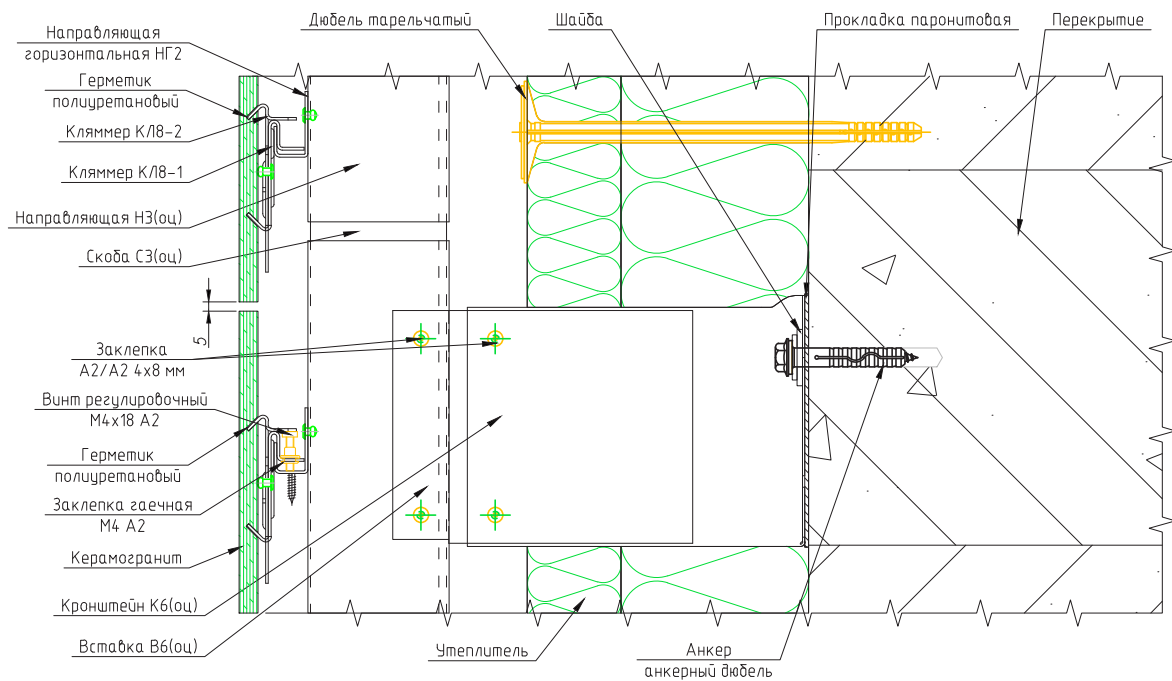 Дюбель тарельчатый
Шайба
Прокладка паронитовая
Перекрытие
Направляющая
горизонтальная НГ2
Герметик
полиуретановый
Кляммер КЛ8-2
Кляммер КЛ8-1
Направляющая Н3(оц)
Скоба С3(оц)
5
Заклепка
А2/А2 4х8 мм
Винт регулировочный
М4х18 А2
Герметик
полиуретановый
Заклепка гаечная
М4 А2
Керамогранит
Кронштейн К6(оц)
Вставка В6(оц)
Утеплитель
Анкер
анкерный дюбель